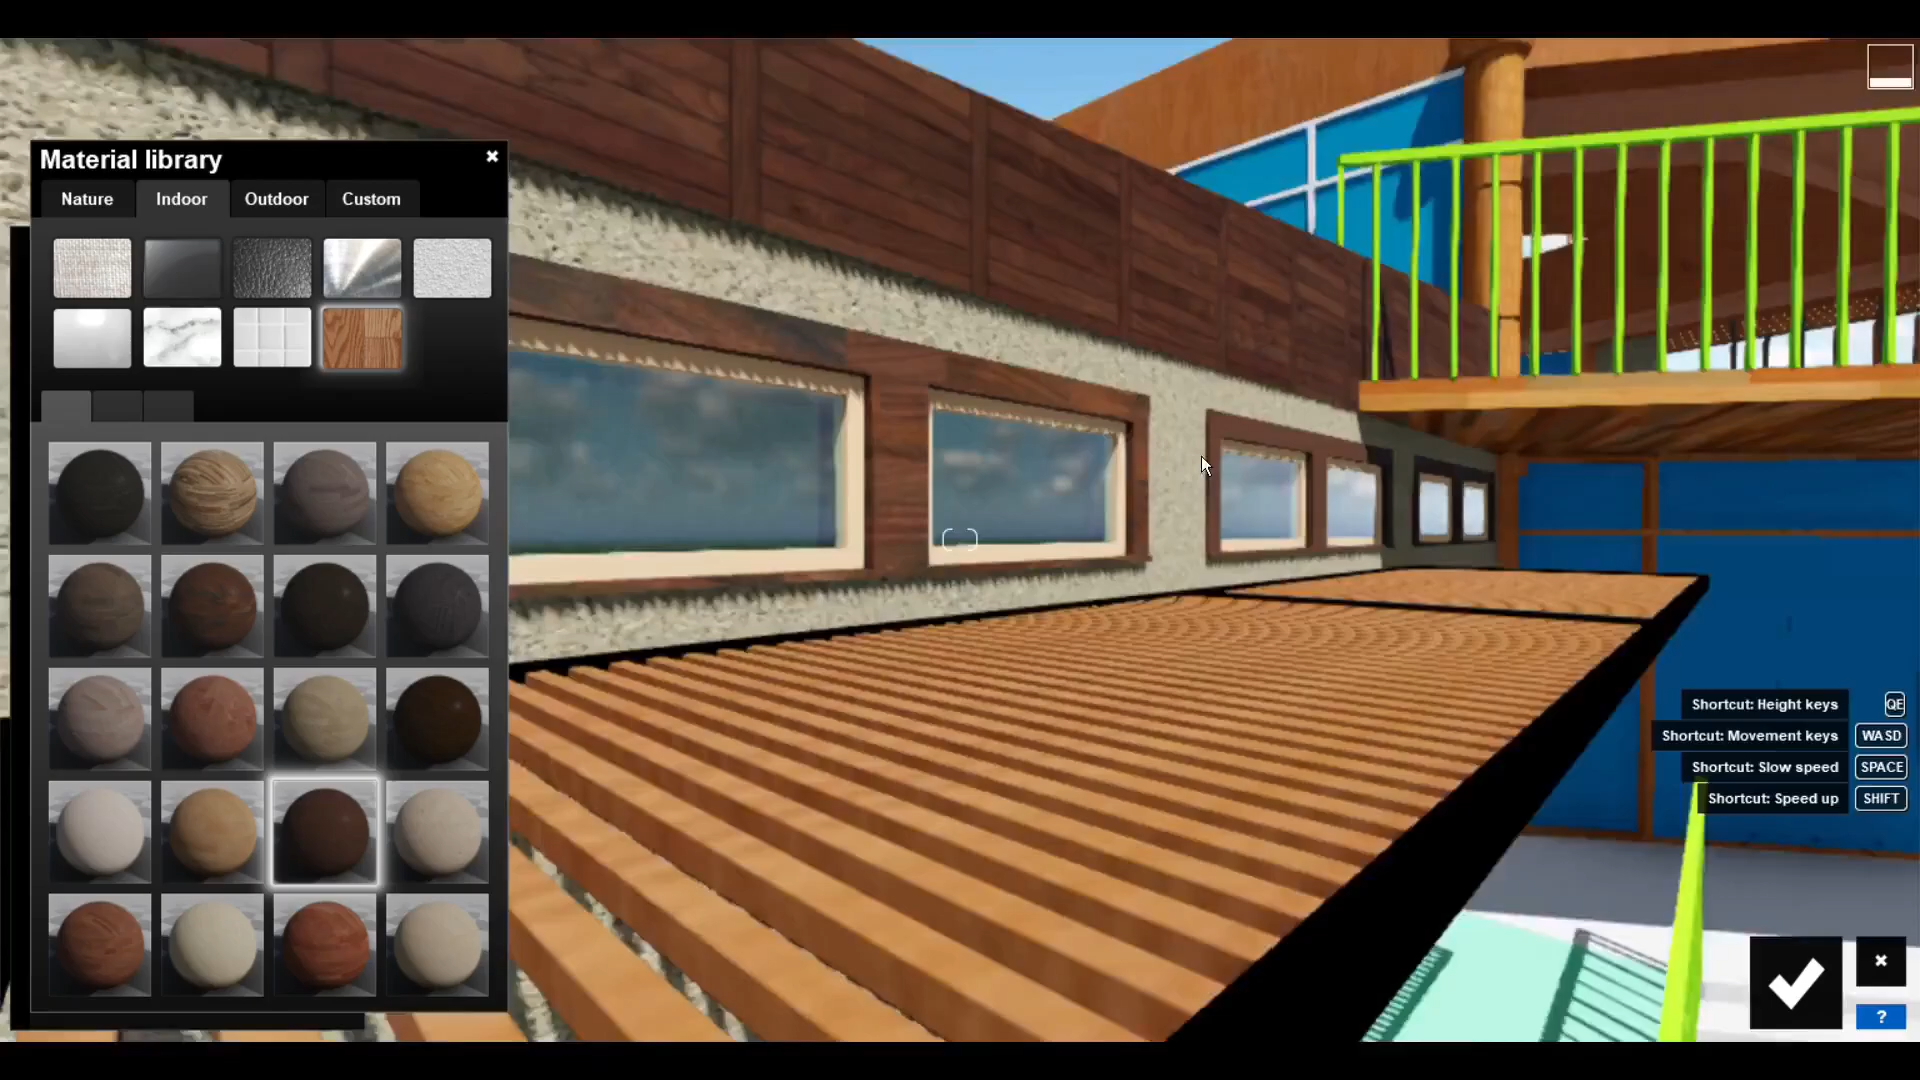 Material library
Nature Indoor Outdoor Custom
Shortcut: Height keys QE
Shortcut: Movement keys WASD
Shortcut: Slow speed SPACE
Shortcut: Speed up SHIFT
?